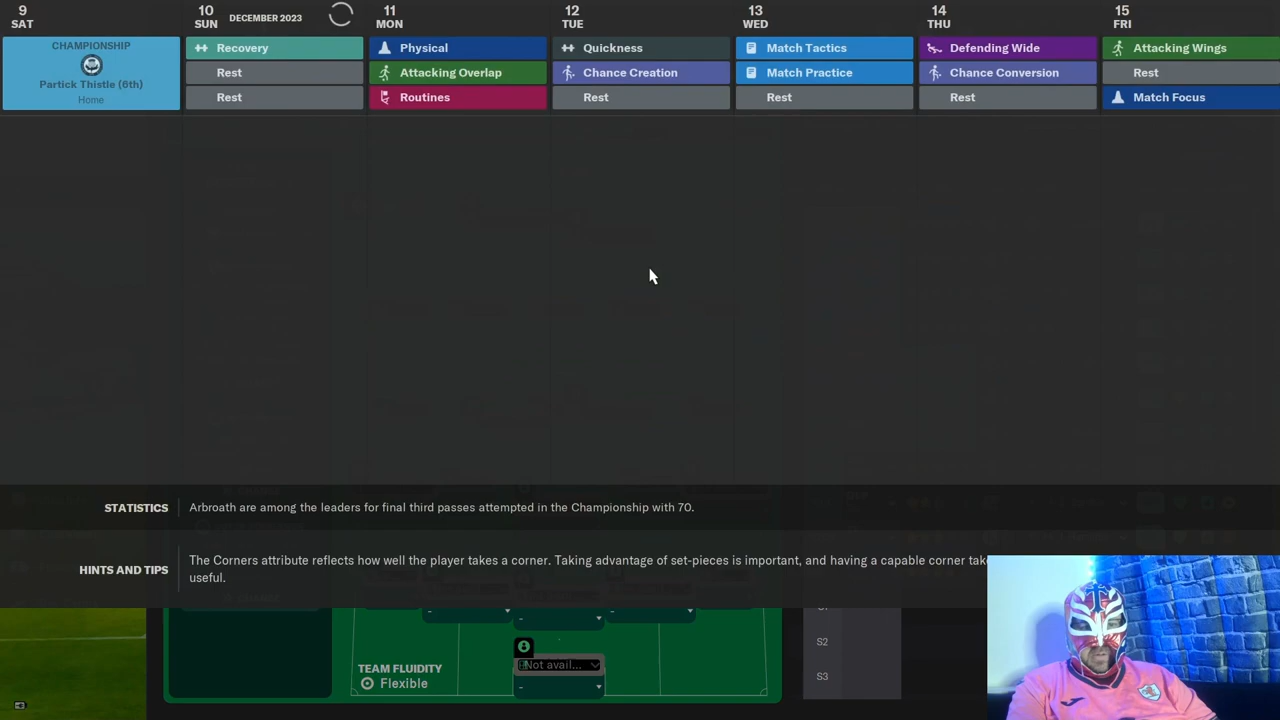 9
SAT
10
SUN
DECEMBER 2023
11
MON
12
TUE
13
WED
14
THU
15
FRI
CHAMPIONSHIP
Partick Thistle (6th)
Home
Recovery
Rest
Rest
Physical
Attacking Overlap
Routines
Quickness
Chance Creation
Rest
Match Tactics
Match Practice
Rest
Defending Wide
Chance Conversion
Rest
Attacking Wings
Rest
Match Focus
STATISTICS
Arbroath are among the leaders for final third passes attempted in the Championship with 70.
HINTS AND TIPS
The Corners attribute reflects how well the player takes a corner. Taking advantage of set-pieces is important, and having a capable corner
useful.
TEAM FLUIDITY
Flexible
Not avail...
S2
S3